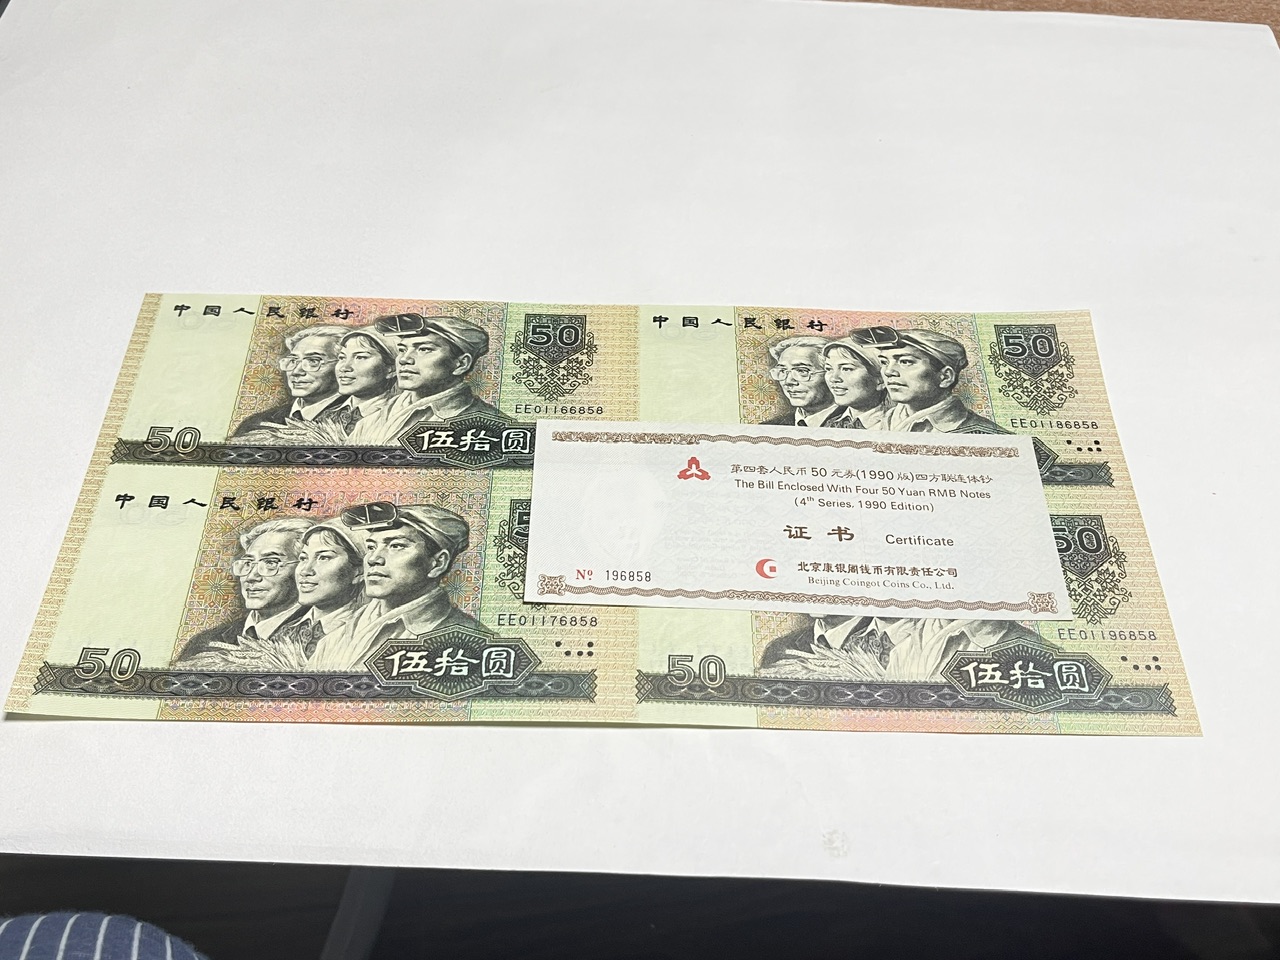 中国人民银行
50
EE01166858
50
伍拾圆
中国人民银行
50
EE01186858
中国人民银行
EE01176858
50
伍拾圆
第四套人民币50元券(1990版)四方联连体钞
The Bill Enclosed With Four 50 Yuan RMB Notes
(4th Series, 1990 Edition)
证书 Certificate
№ 196858
北京康银阁钱币有限责任公司
Beijing Coingot Coins Co., Ltd.
50
EE01196858
50
伍拾圆